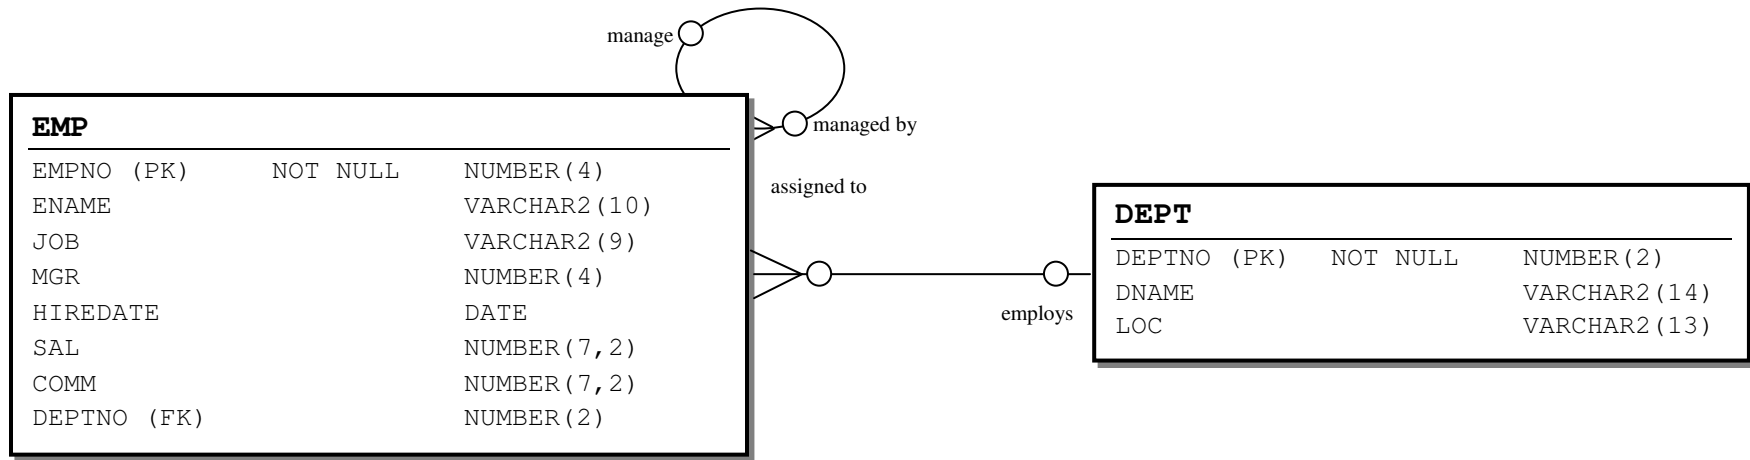 manage
managed by
EMP
EMPNO (PK) NOT NULL NUMBER(4)
ENAME VARCHAR2(10)
JOB VARCHAR2(9)
MGR NUMBER(4)
HIREDATE DATE
SAL NUMBER(7,2)
COMM NUMBER(7,2)
DEPTNO (FK) NUMBER(2)
assigned to
employs
DEPT
DEPTNO (PK) NOT NULL NUMBER(2)
DNAME VARCHAR2(14)
LOC VARCHAR2(13)